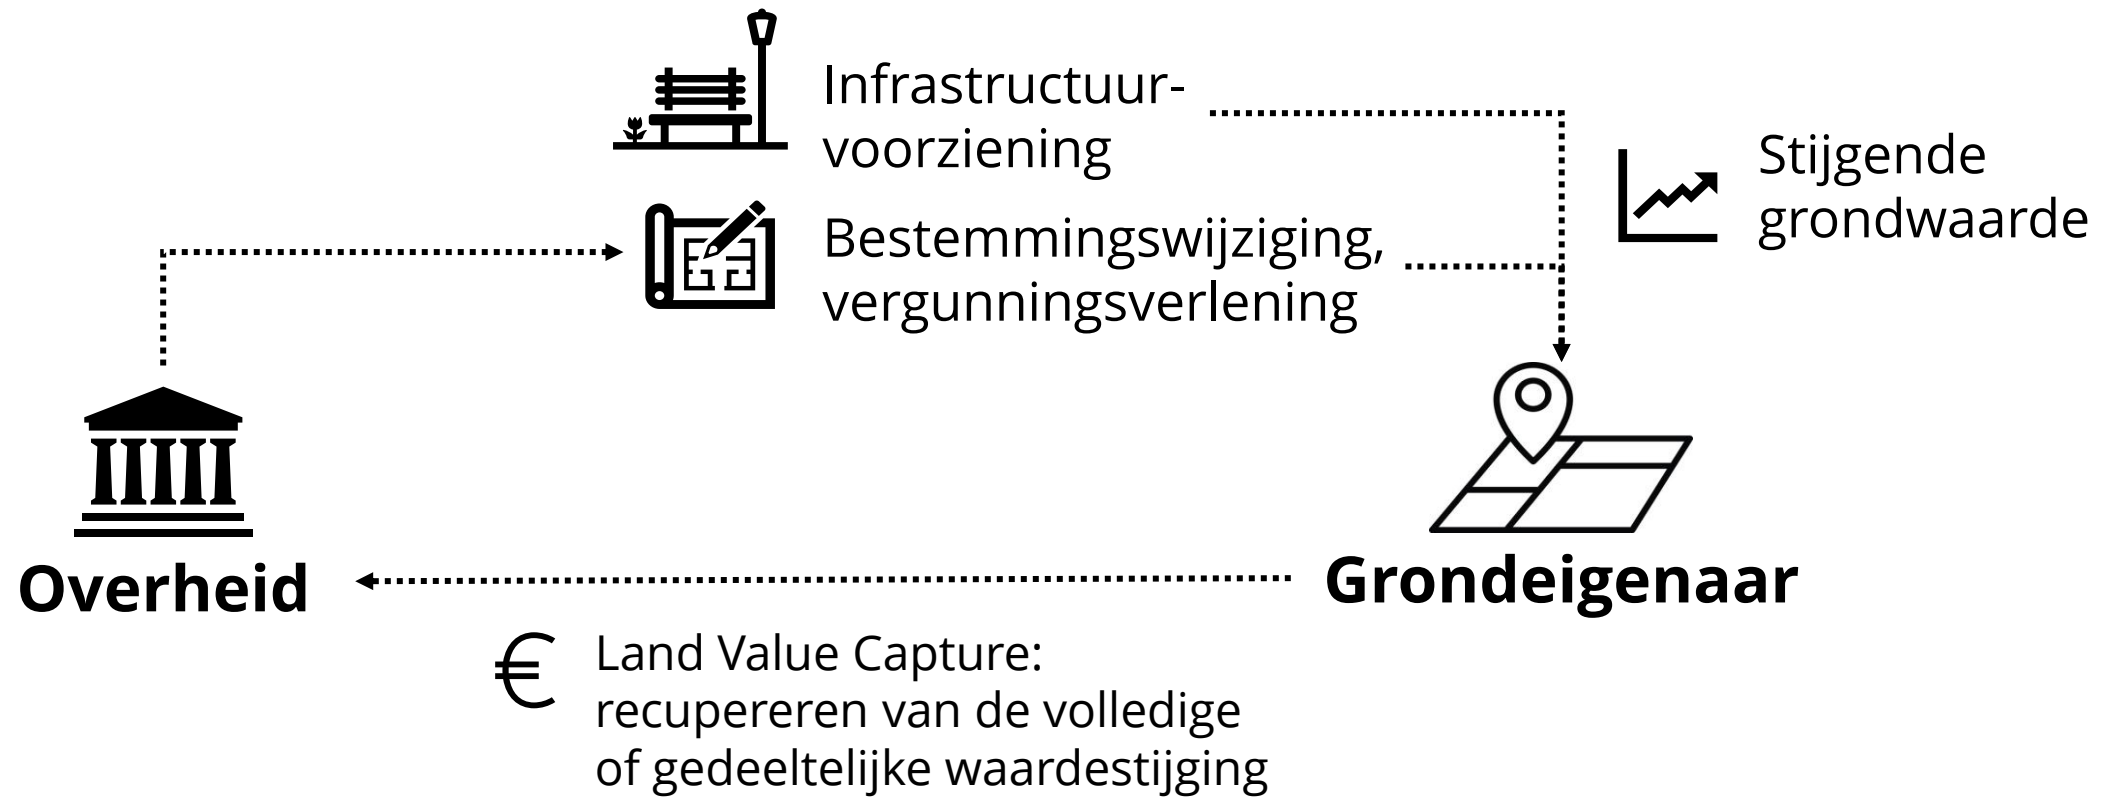 Infrastructuur-
voorziening
Stijgende
grondwaarde
Bestemmingswijziging,
vergunningsverlening
Overheid
Grondeigenaar
€
Land Value Capture:
recupereren van de volledige
of gedeeltelijke waardestijging